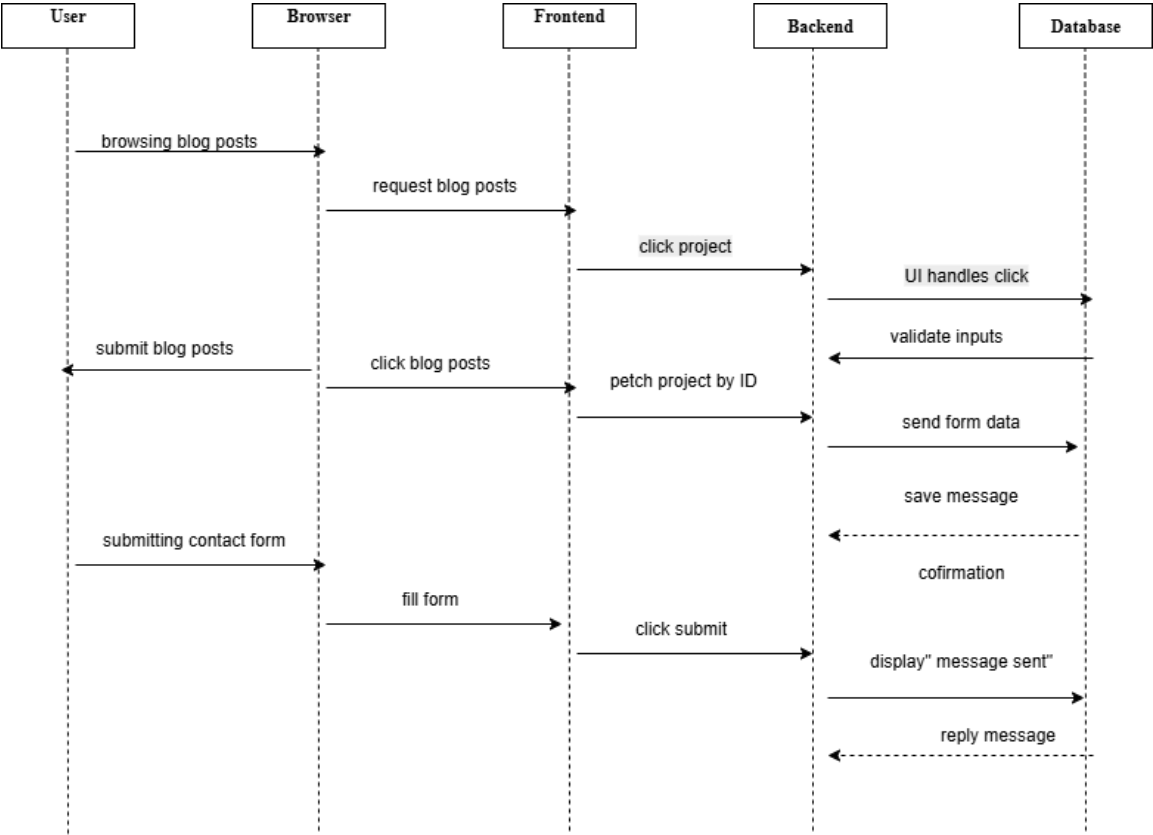 User
Browser
Frontend
Backend
Database
browsing blog posts
request blog posts
click project
UI handles click
validate inputs
submit blog posts
click blog posts
petch project by ID
send form data
save message
submitting contact form
cofirmation
fill form
click submit
display" message sent"
reply message